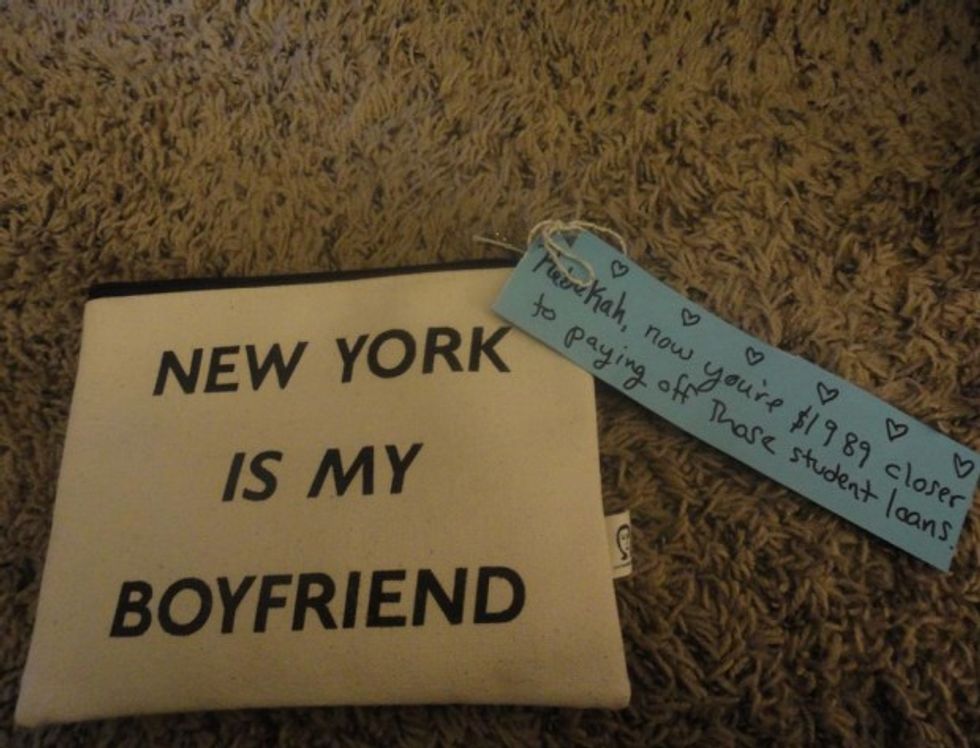 NEW YORK
IS MY
BOYFRIEND
Rebekah, now you're $1989 closer
to paying off Those student loans.